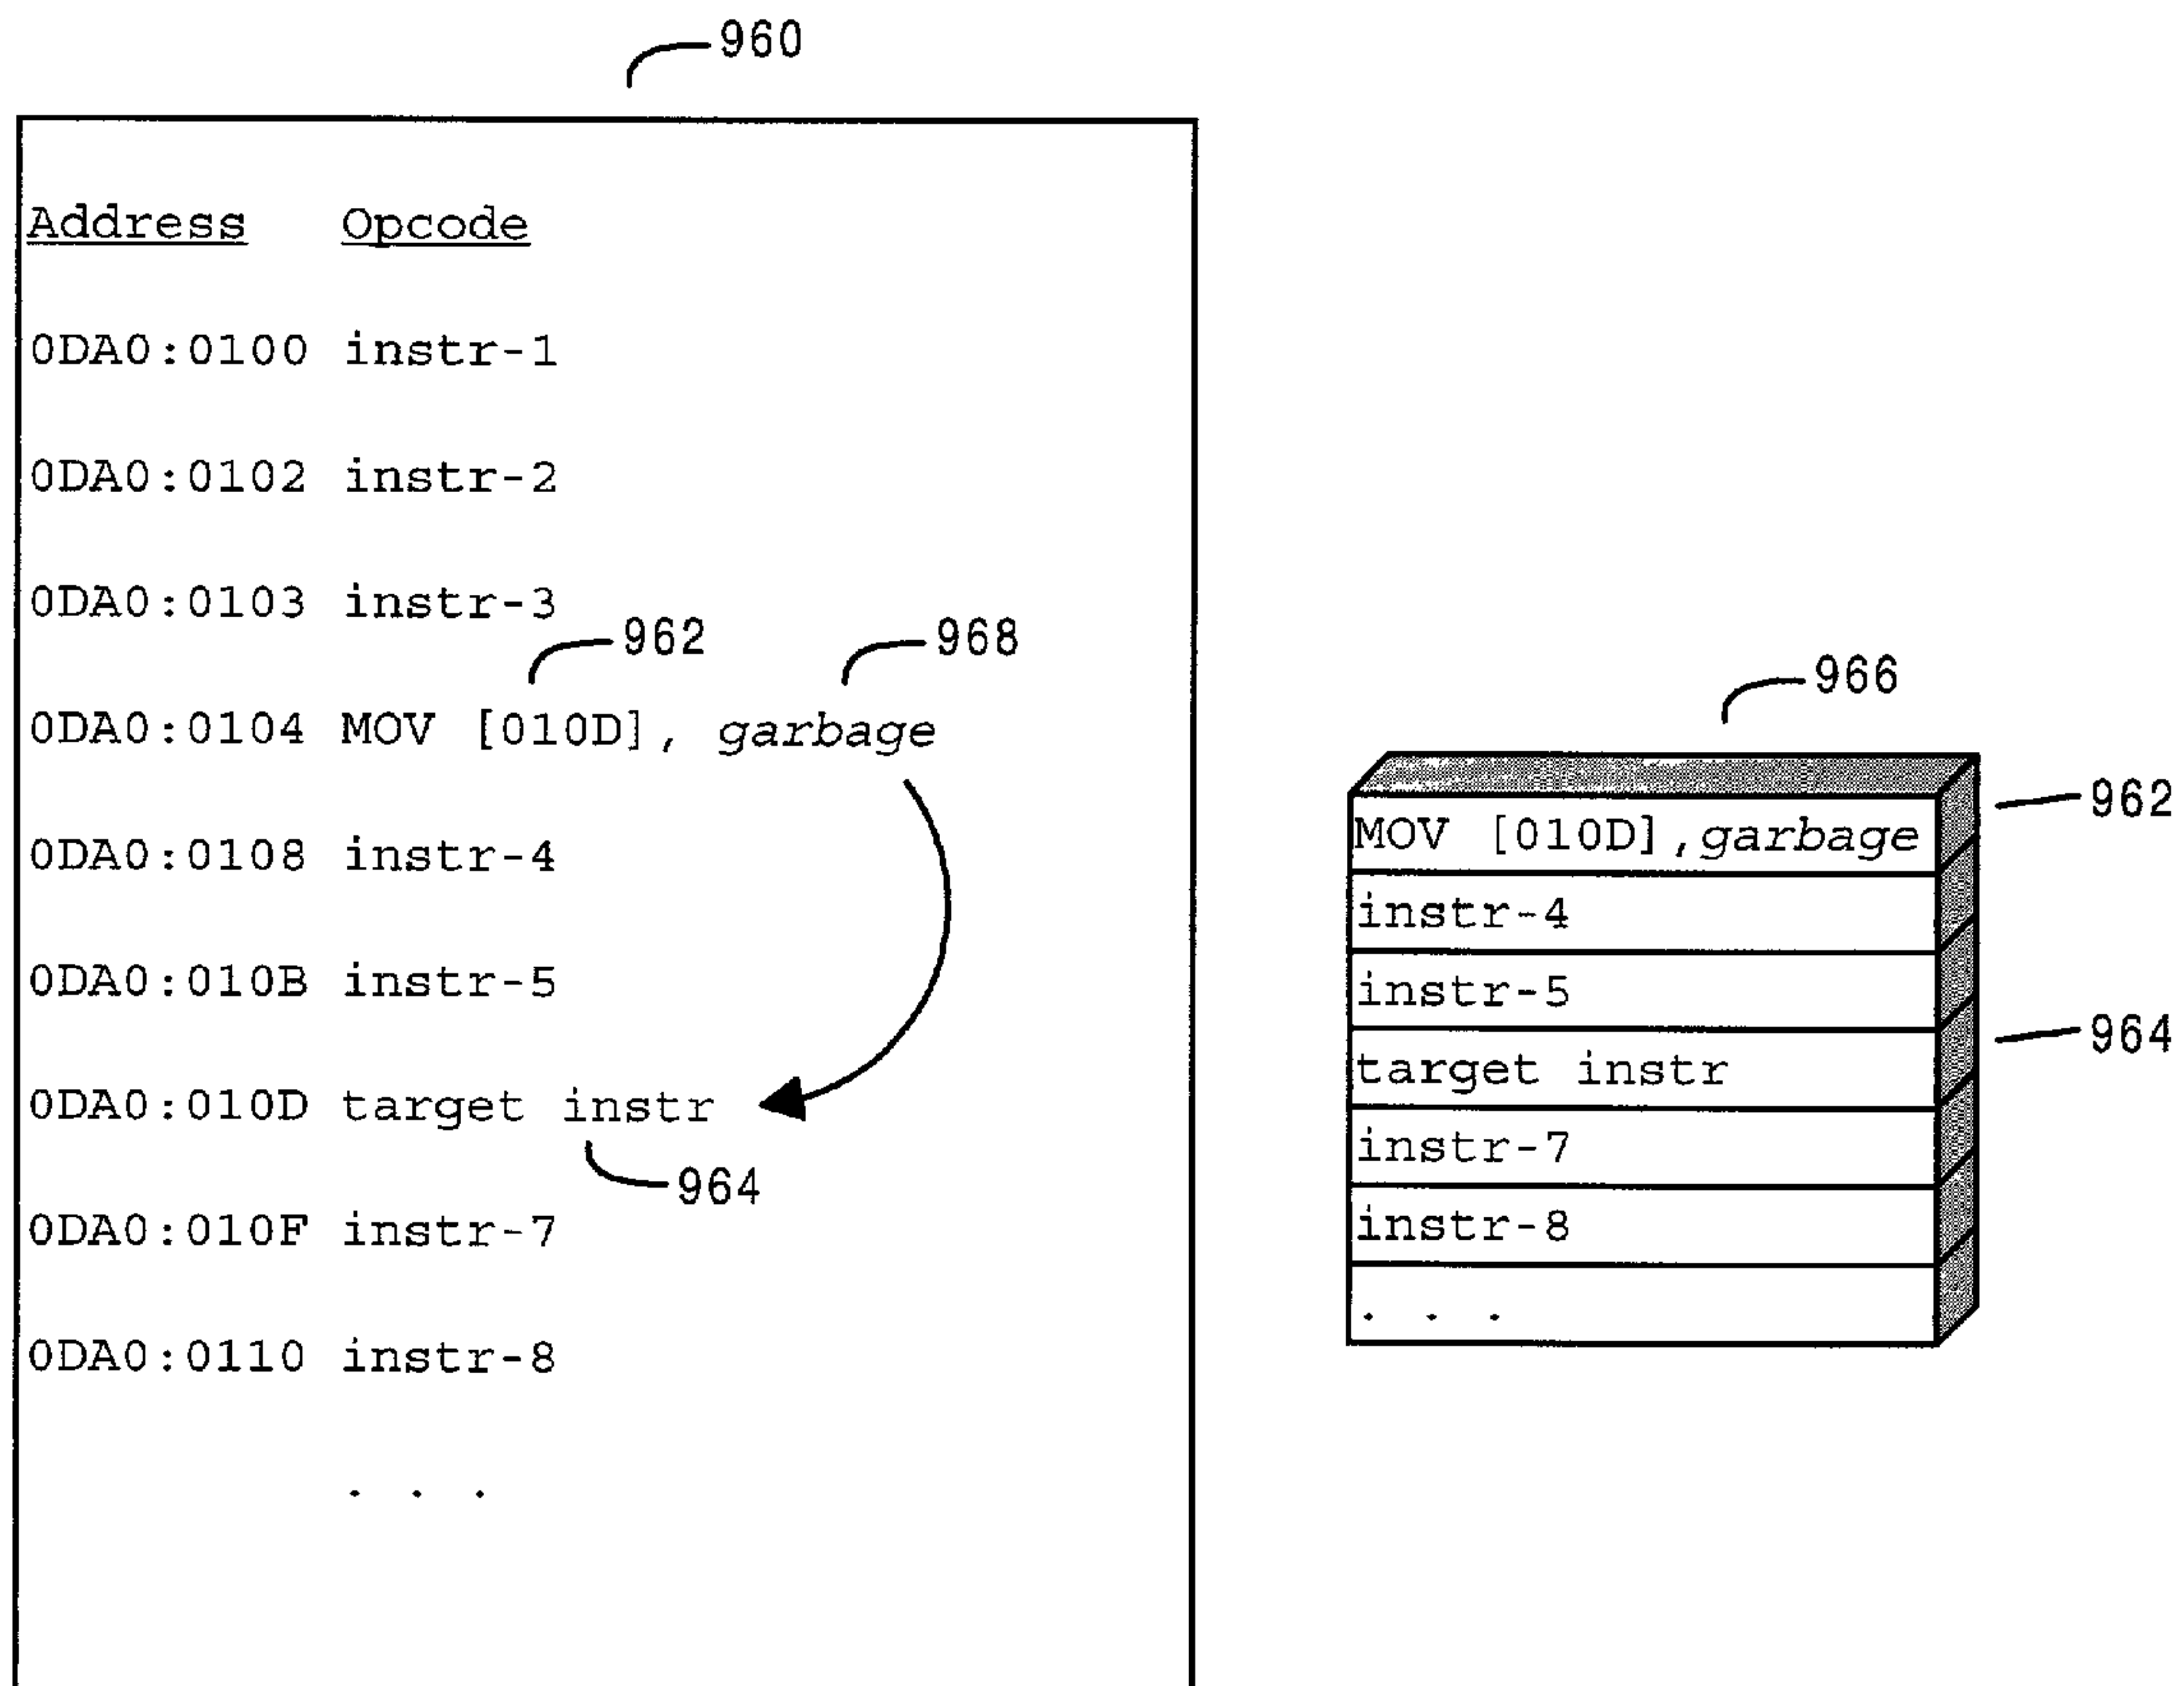 960
Address Opcode
0DA0:0100 instr-1
0DA0:0102 instr-2
0DA0:0103 instr-3
962 968
0DA0:0104 MOV [010D], garbage
0DA0:0108 instr-4
0DA0:010B instr-5
0DA0:010D target instr
964
0DA0:010F instr-7
0DA0:0110 instr-8
. . .
966
MOV [010D],garbage 962
instr-4
instr-5
target instr 964
instr-7
instr-8
. . .